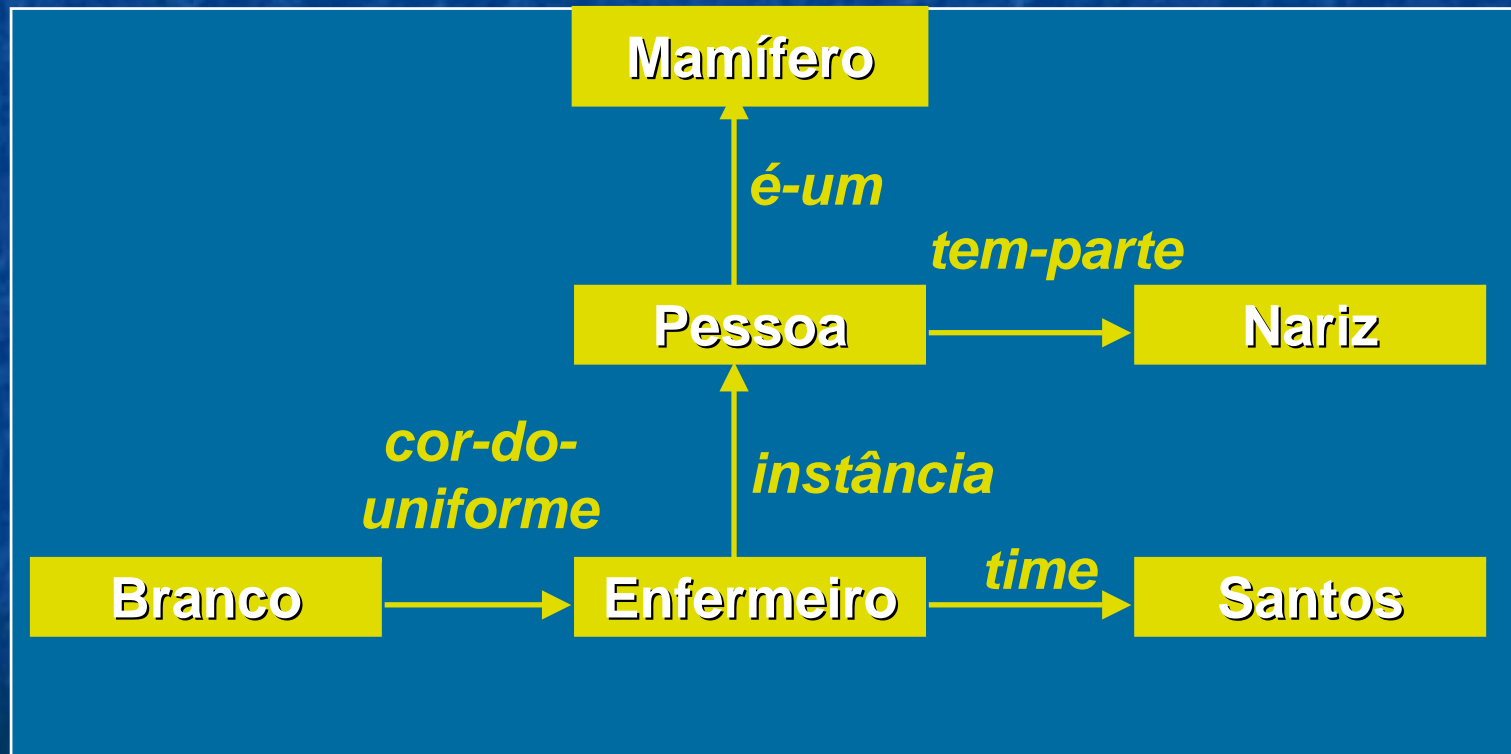 Mamífero
é-um
tem-parte
Pessoa
Nariz
cor-do-
uniforme
instância
Branco
Enfermeiro
time
Santos